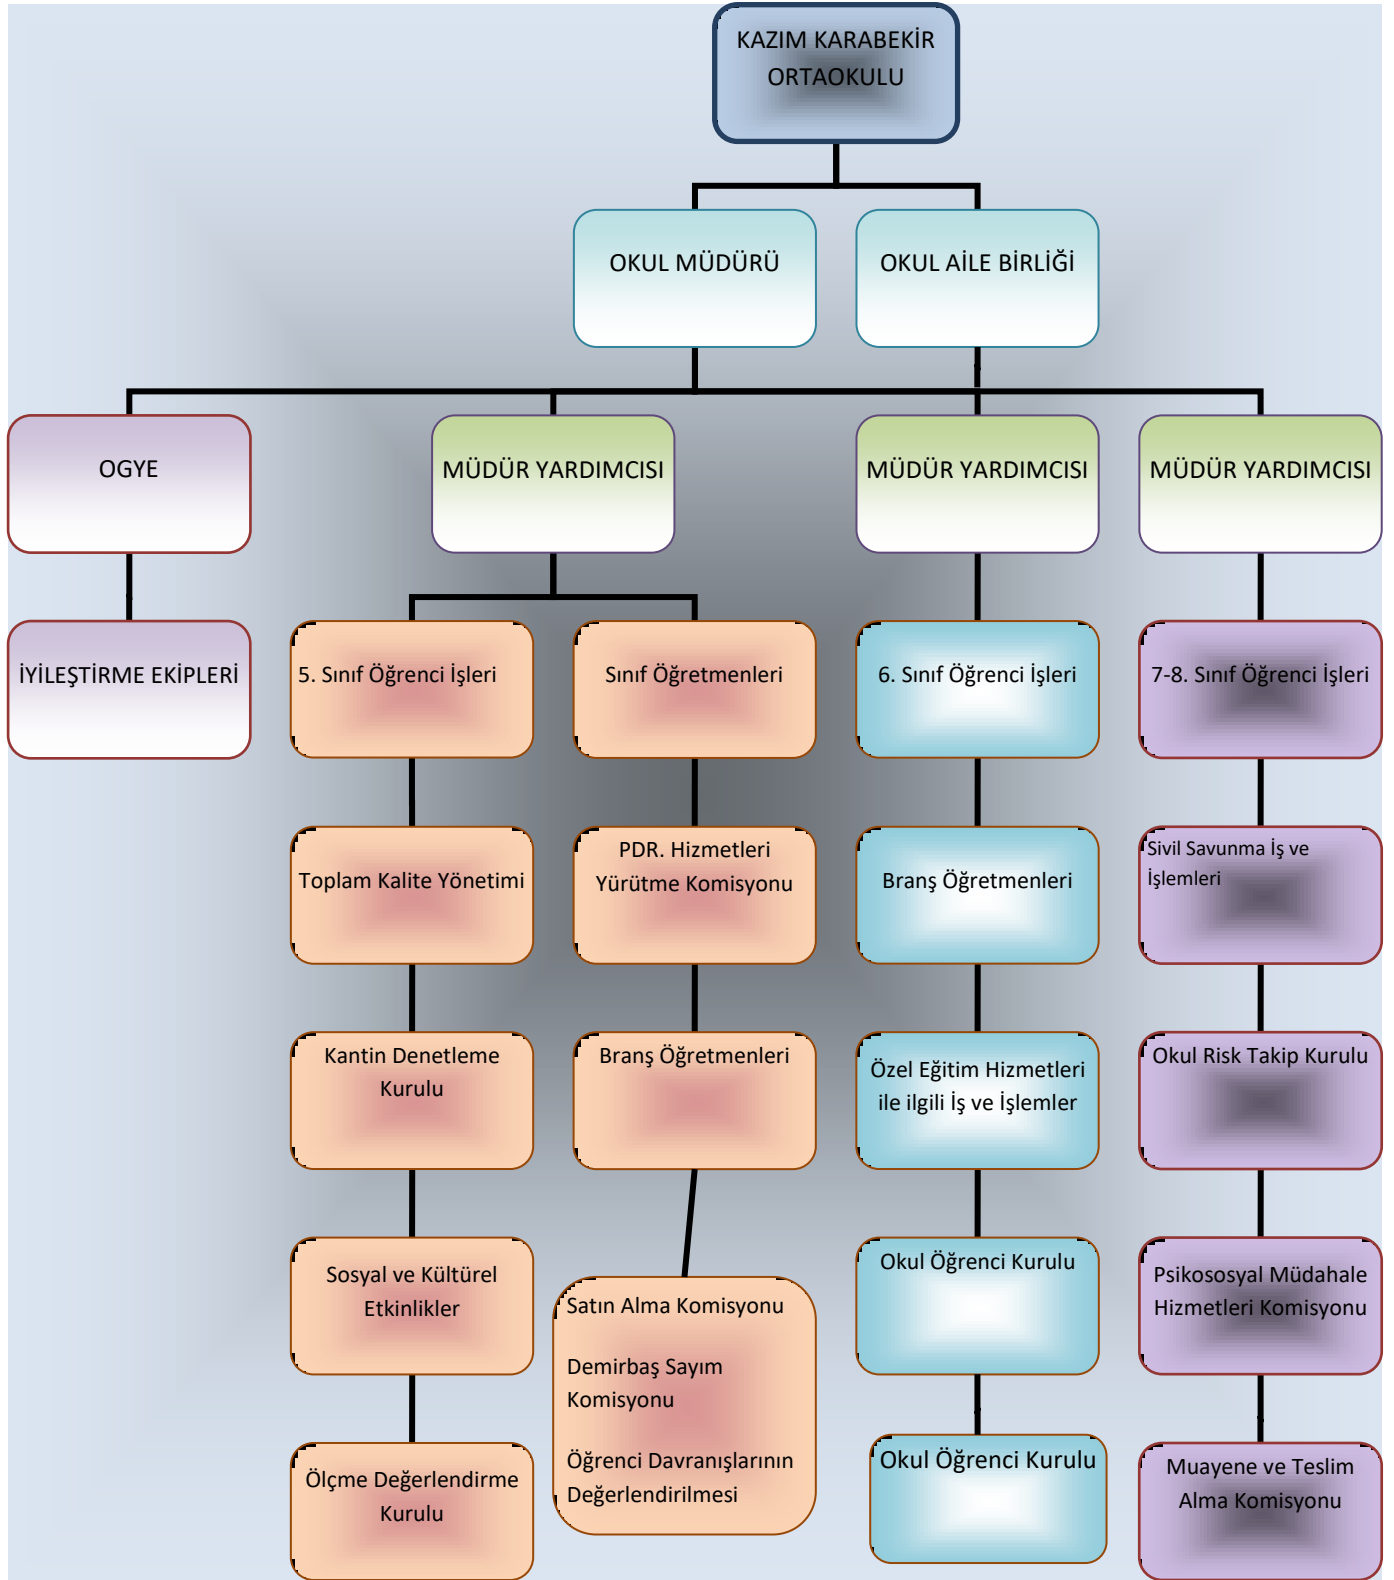 KAZIM KARABEKİR
ORTAOKULU
OKUL MÜDÜRÜ
OKUL AİLE BİRLİĞİ
OGYE
MÜDÜR YARDIMCISI
MÜDÜR YARDIMCISI
MÜDÜR YARDIMCISI
İYİLEŞTİRME EKİPLERİ
5. Sınıf Öğrenci İşleri
Sınıf Öğretmenleri
6. Sınıf Öğrenci İşleri
7-8. Sınıf Öğrenci İşleri
Toplam Kalite Yönetimi
PDR. Hizmetleri
Yürütme Komisyonu
Branş Öğretmenleri
Sivil Savunma İş ve
İşlemleri
Kantin Denetleme
Kurulu
Branş Öğretmenleri
Özel Eğitim Hizmetleri
ile ilgili İş ve İşlemler
Okul Risk Takip Kurulu
Sosyal ve Kültürel
Etkinlikler
Satın Alma Komisyonu
Demirbaş Sayım
Komisyonu
Öğrenci Davranışlarının
Değerlendirilmesi
Okul Öğrenci Kurulu
Psikososyal Müdahale
Hizmetleri Komisyonu
Ölçme Değerlendirme
Kurulu
Okul Öğrenci Kurulu
Muayene ve Teslim
Alma Komisyonu